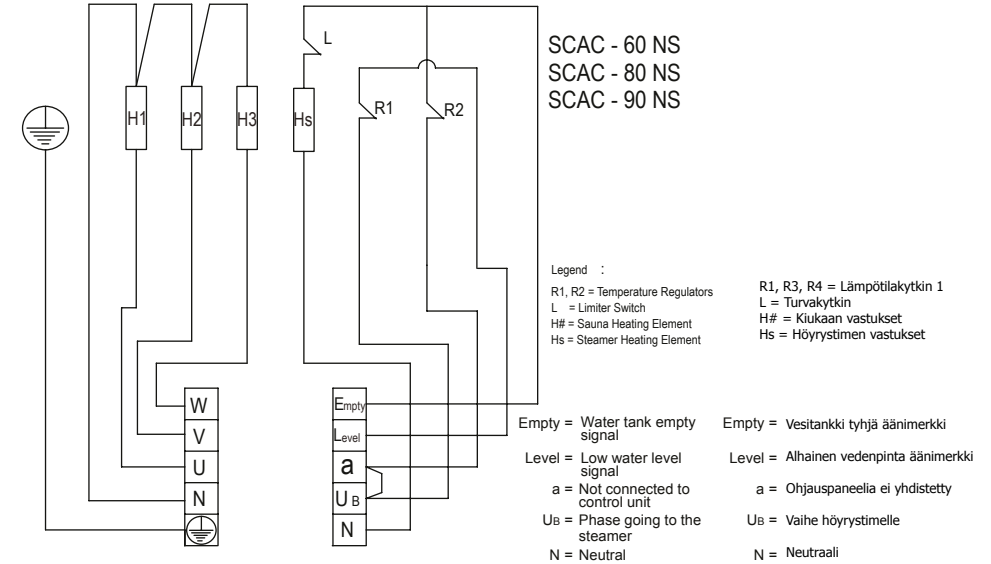 L
SCAC - 60 NS
SCAC - 80 NS
SCAC - 90 NS
H1
H2
H3
Hs
R1
R2
Legend :
R1, R2 = Temperature Regulators
L = Limiter Switch
H# = Sauna Heating Element
Hs = Steamer Heating Element
R1, R3, R4 = Lämpötilakytkin 1
L = Turvakytkin
H# = Kiukaan vastukset
Hs = Höyrystimen vastukset
W
V
U
N
Empty
Level
a
UB
N
Empty = Water tank empty
signal
Level = Low water level
signal
a = Not connected to
control unit
UB = Phase going to the
steamer
N = Neutral
Empty = Vesitankki tyhjä äänimerkki
Level = Alhainen vedenpinta äänimerkki
a = Ohjauspaneelia ei yhdistetty
UB = Vaihe höyrystimelle
N = Neutraali